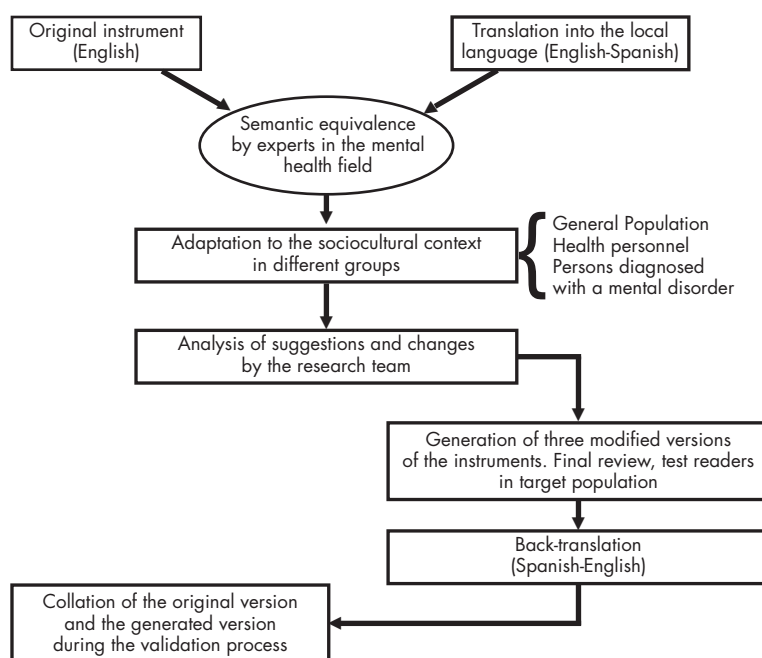 Original instrument
(English)
Translation into the local
language (English-Spanish)
Semantic equivalence
by experts in the mental
health field
Adaptation to the sociocultural context
in different groups
General Population
Health personnel
Persons diagnosed
with a mental disorder
Analysis of suggestions and changes
by the research team
Generation of three modified versions
of the instruments. Final review, test readers
in target population
Back-translation
(Spanish-English)
Collation of the original version
and the generated version
during the validation process